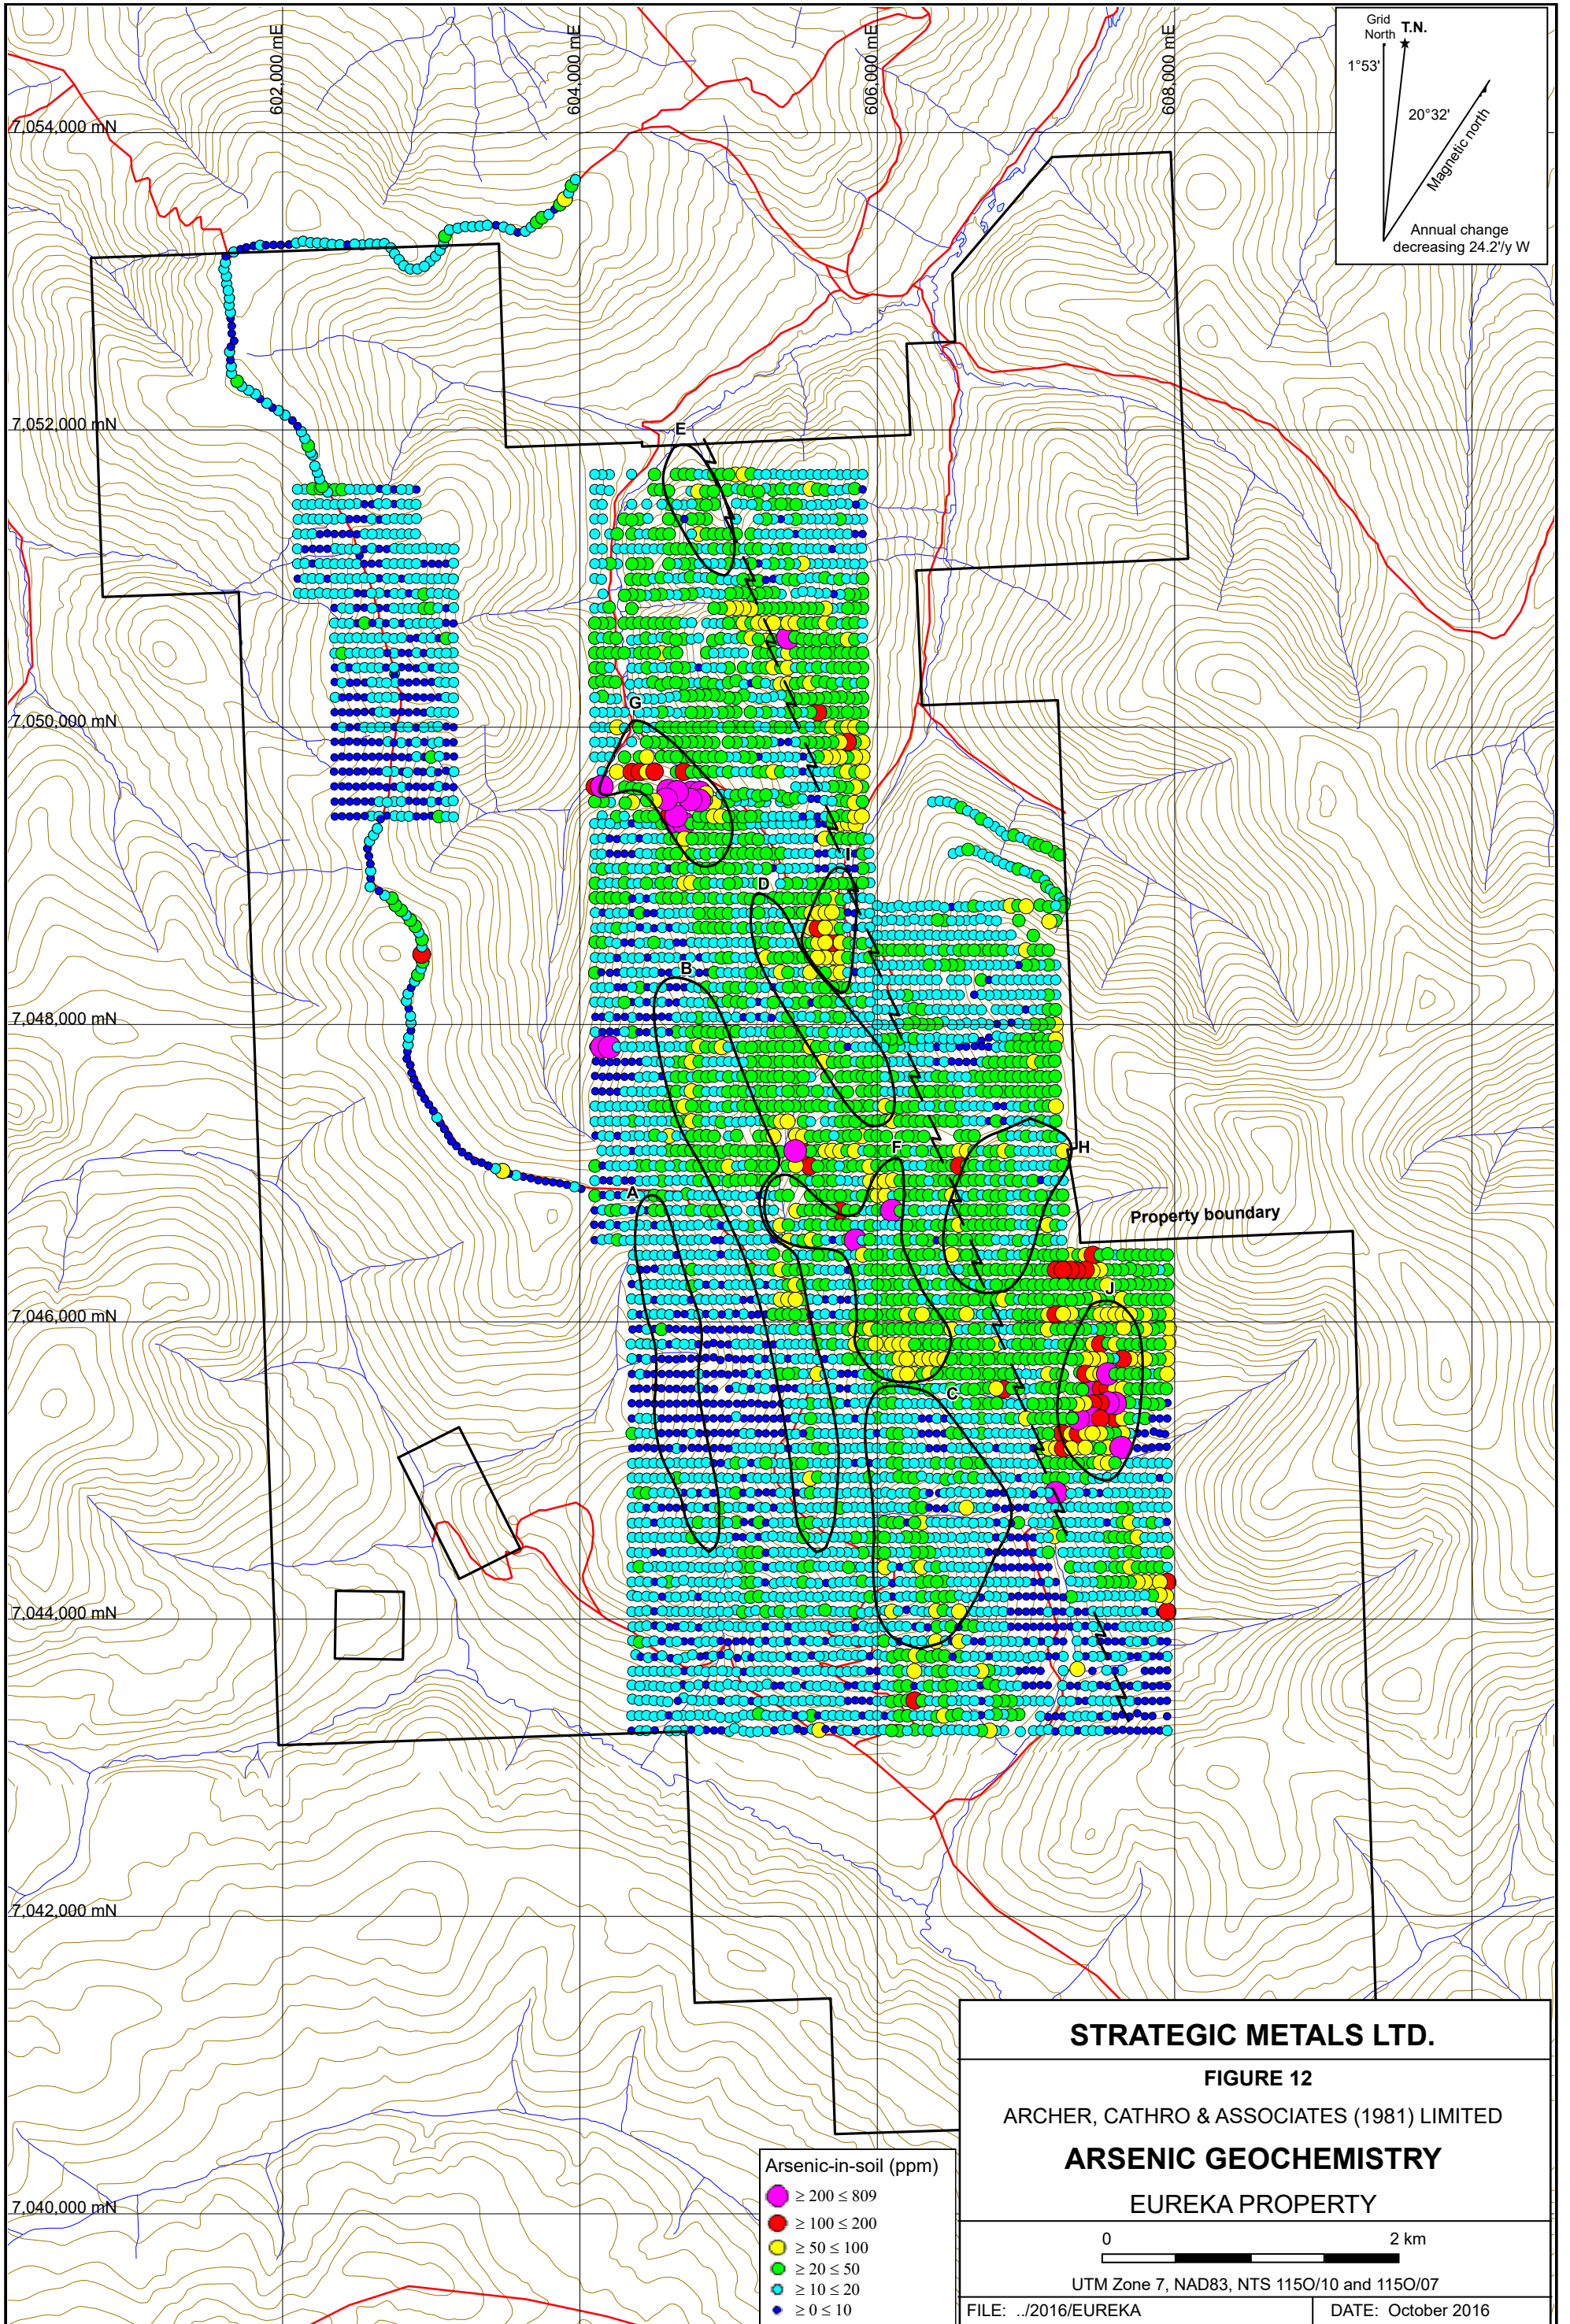 602,000 mE
604,000 mE
606,000 mE
608,000 mE
Grid
North
T.N.
1°53'
20°32'
Magnetic north
Annual change
decreasing 24.2'/y W
7,054,000 mN
7,052,000 mN
E
7,050,000 mN
G
I
D
B
7,048,000 mN
H
F
A
Property boundary
J
7,046,000 mN
C
7,044,000 mN
7,042,000 mN
7,040,000 mN
Arsenic-in-soil (ppm)
≥ 200 ≤ 809
≥ 100 ≤ 200
≥ 50 ≤ 100
≥ 20 ≤ 50
≥ 10 ≤ 20
≥ 0 ≤ 10
STRATEGIC METALS LTD.
FIGURE 12
ARCHER, CATHRO & ASSOCIATES (1981) LIMITED
ARSENIC GEOCHEMISTRY
EUREKA PROPERTY
0 2 km
UTM Zone 7, NAD83, NTS 115O/10 and 115O/07
FILE: ../2016/EUREKA DATE: October 2016